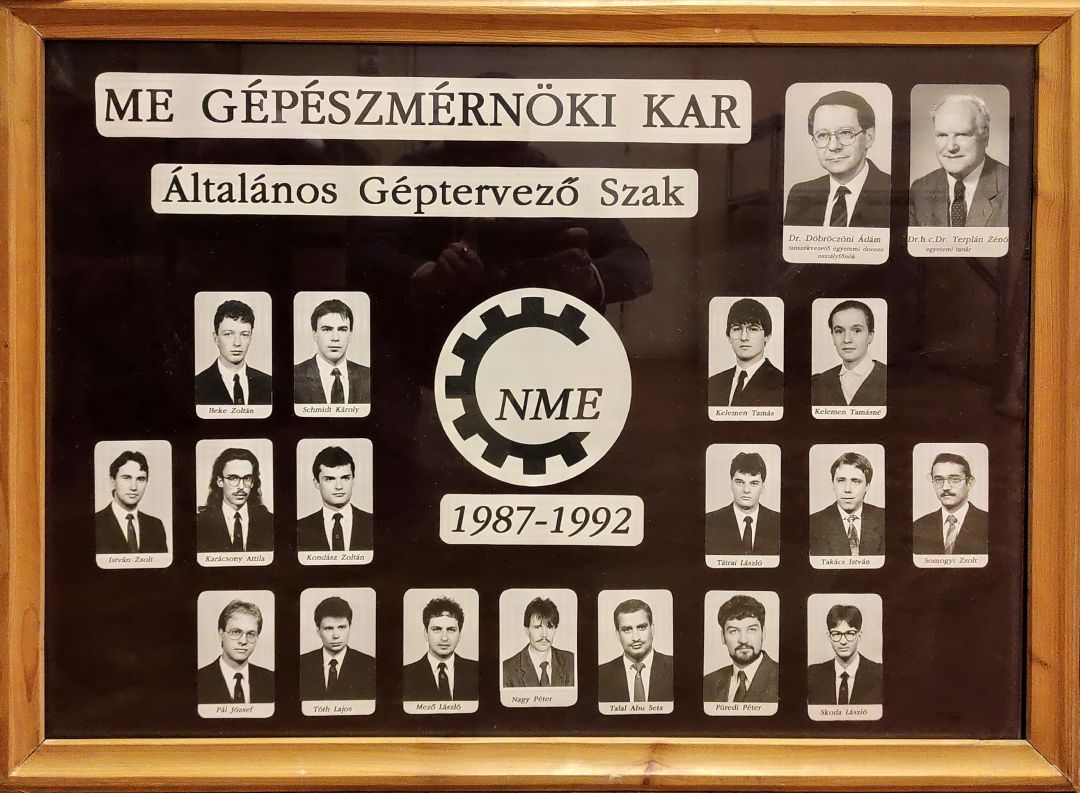 ME GÉPÉSZMÉRNÖKI KAR
Általános Géptervező Szak
Dr. Döbröczöni Ádám
tanszékvezető egyetemi docens
osztályfőnök
Dr.h.c.Dr. Terplán Zénó
egyetemi tanár
Beke Zoltán
Schmidt Károly
NME
Kelemen Tamás
Kelemen Tamásné
István Zsolt
Karácsony Attila
Kondász Zoltán
1987-1992
Tátrai László
Takács István
Somogyi Zsolt
Pál József
Tóth Lajos
Mező László
Nagy Péter
Talal Abu Seta
Füredi Péter
Skoda László